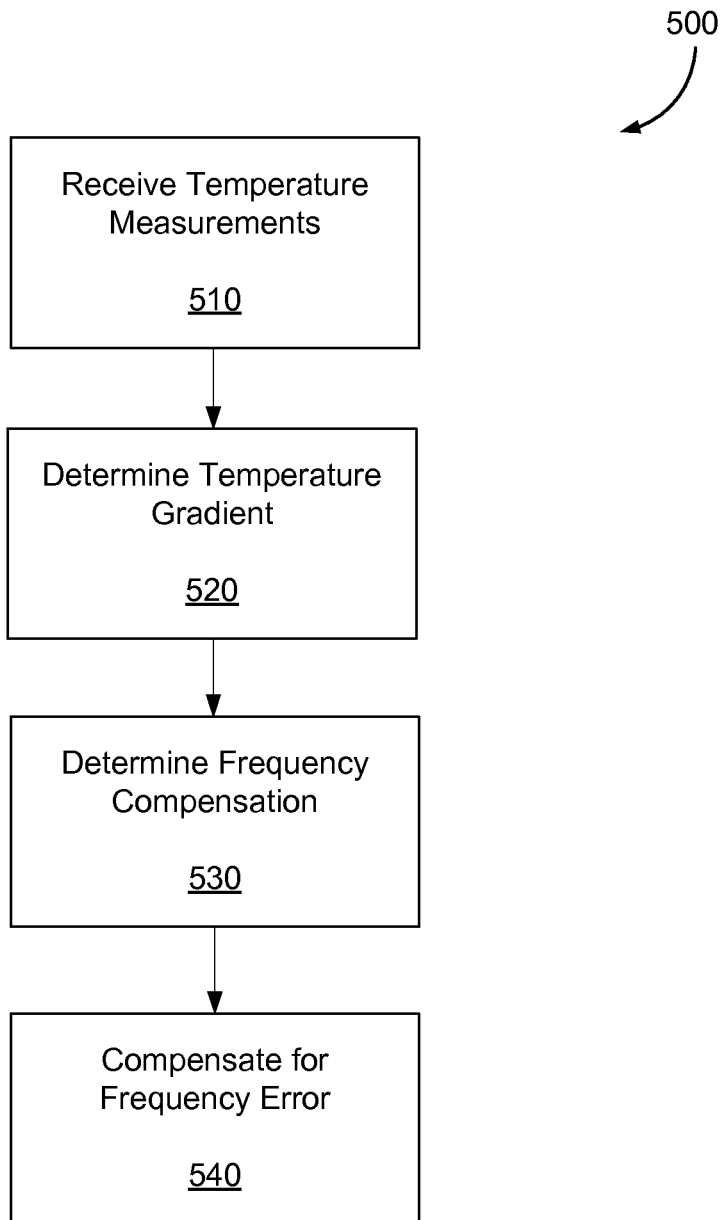 500
Receive Temperature
Measurements
510
Determine Temperature
Gradient
520
Determine Frequency
Compensation
530
Compensate for
Frequency Error
540